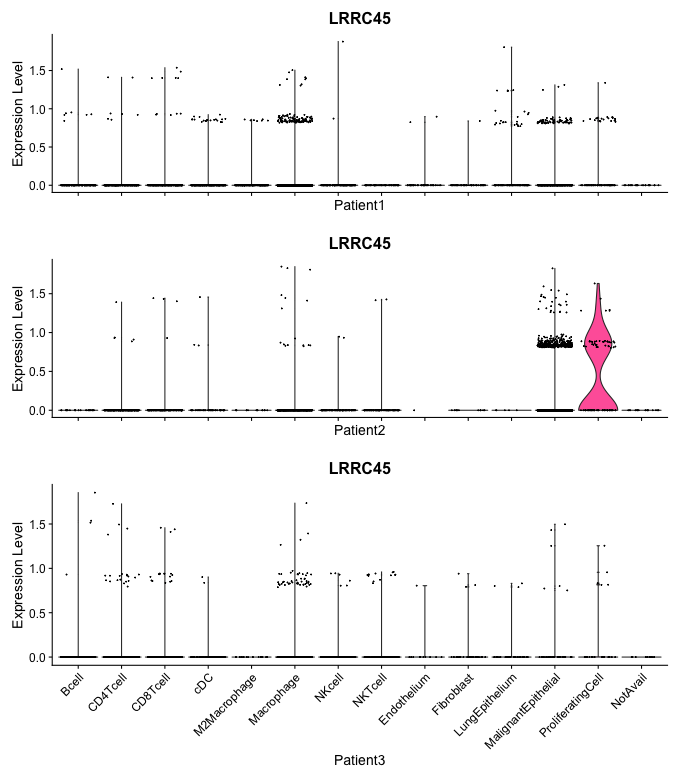 LRRC45
Expression Level
1.5
1.0
0.5
0.0
Patient1
LRRC45
Expression Level
1.5
1.0
0.5
0.0
Patient2
LRRC45
Expression Level
1.5
1.0
0.5
0.0
Bcell
CD4Tcell
CD8Tcell
cDC
M2Macrophage
Macrophage
NKcell
NKTcell
Endothelium
Fibroblast
LungEpithelium
MalignantEpithelial
ProliferatingCell
NotAvail
Patient3